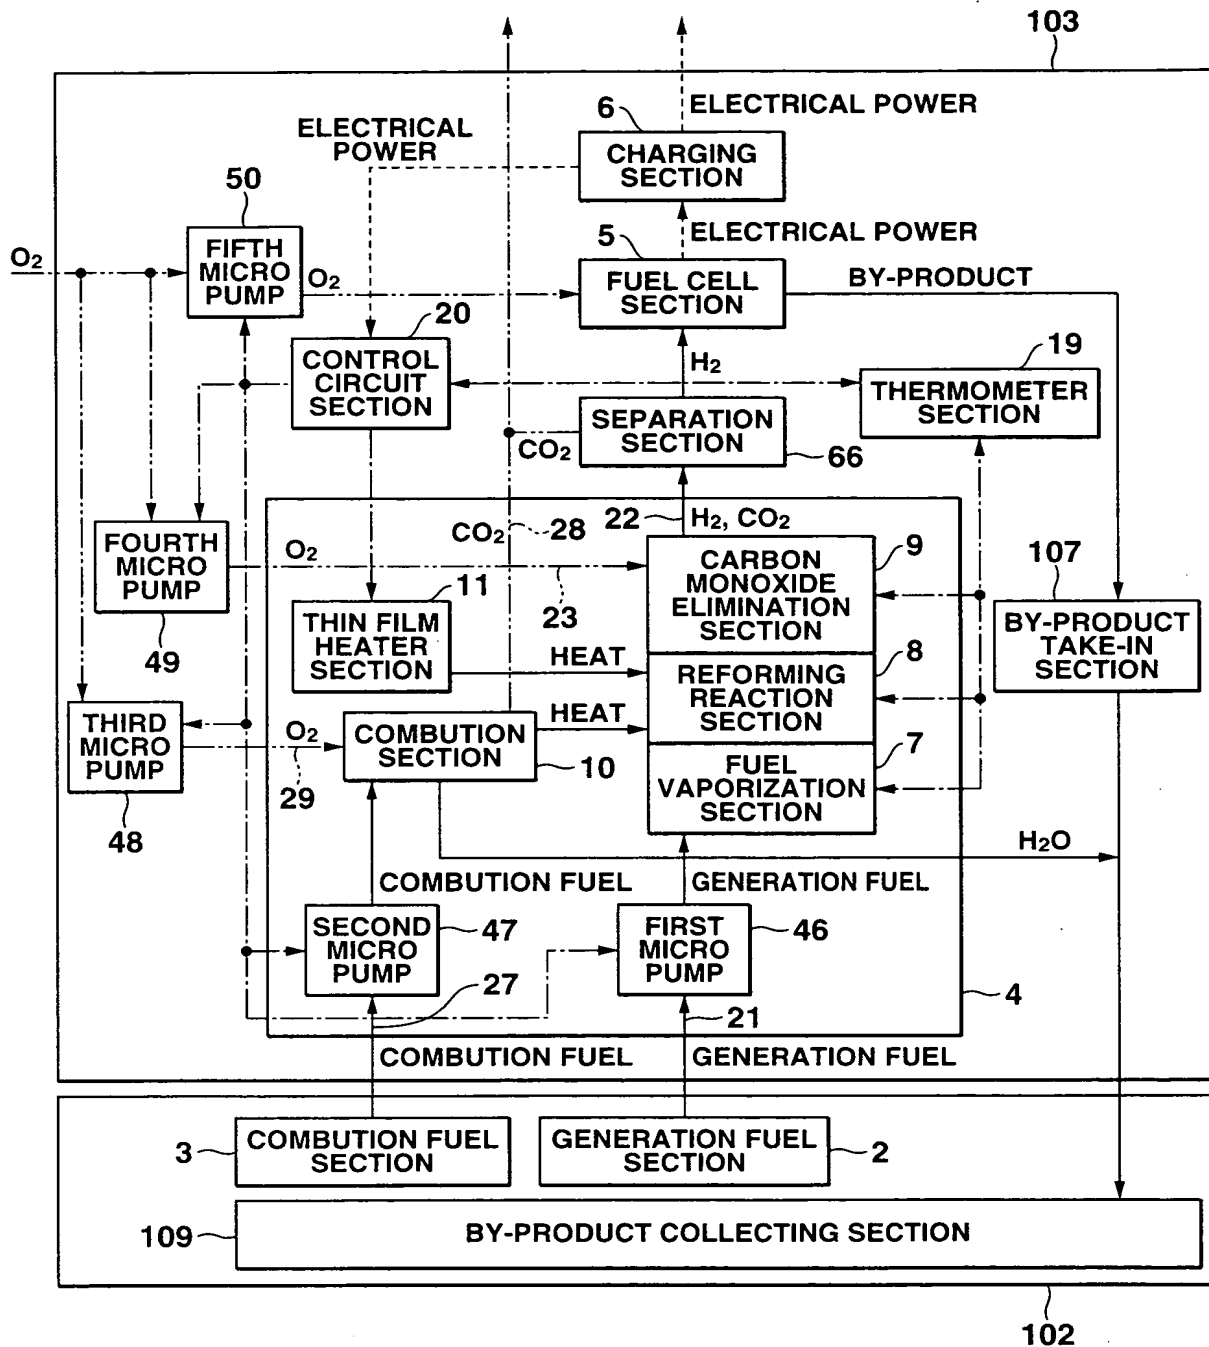 103
ELECTRICAL POWER
6
ELECTRICAL
POWER
CHARGING
SECTION
50
ELECTRICAL POWER
5
O2
FIFTH
MICRO
PUMP
O2
FUEL CELL
SECTION
BY-PRODUCT
20
H2
19
CONTROL
CIRCUIT
SECTION
THERMOMETER
SECTION
SEPARATION
SECTION
CO2
66
22
H2, CO2
CO2
28
FOURTH
MICRO
PUMP
O2
CARBON
MONOXIDE
ELIMINATION
SECTION
9
107
11
23
49
THIN FILM
HEATER
SECTION
BY-PRODUCT
TAKE-IN
SECTION
HEAT
REFORMING
REACTION
SECTION
8
THIRD
MICRO
PUMP
HEAT
O2
COMBUTION
SECTION
10
7
FUEL
VAPORIZATION
SECTION
29
48
H2O
COMBUTION FUEL
GENERATION FUEL
SECOND
MICRO
PUMP
47
FIRST
MICRO
PUMP
46
27
21
4
COMBUTION FUEL
GENERATION FUEL
3
COMBUTION FUEL
SECTION
GENERATION FUEL
SECTION
2
109
BY-PRODUCT COLLECTING SECTION
102